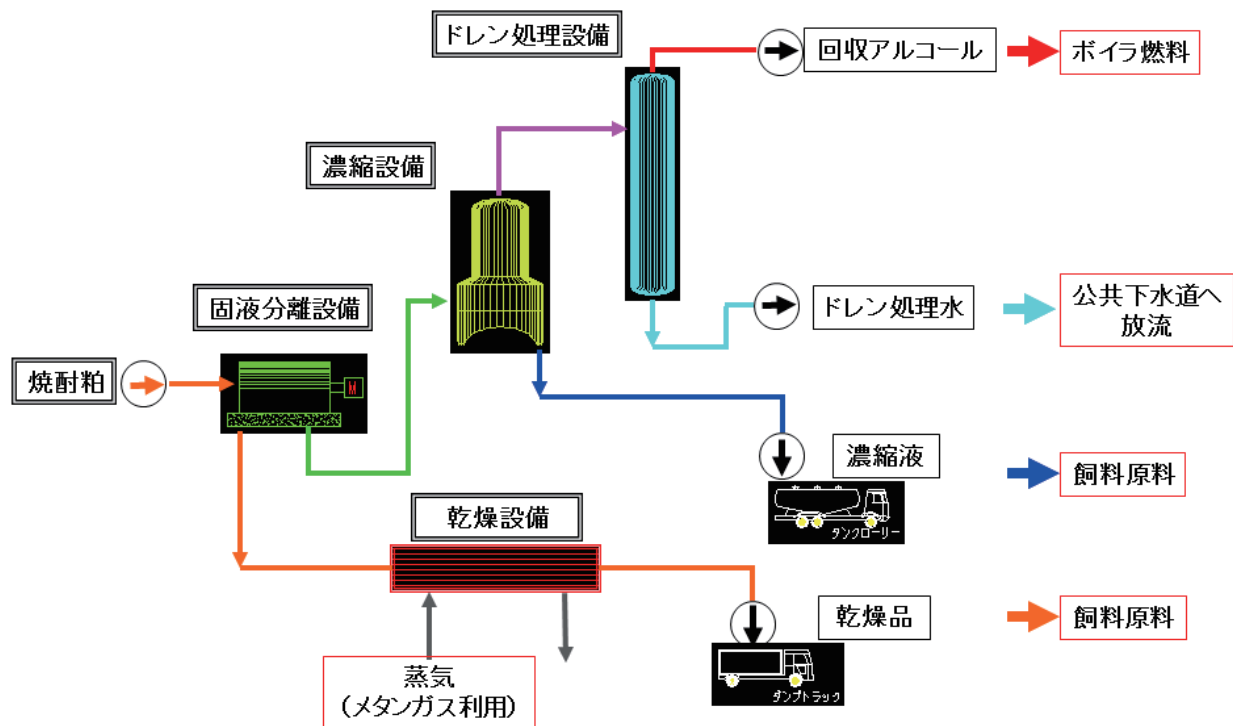 ドレン処理設備
回収アルコール
ボイラ燃料
濃縮設備
固液分離設備
ドレン処理水
公共下水道へ
放流
焼酎粕
M
濃縮液
飼料原料
タンクローリー
乾燥設備
乾燥品
飼料原料
ダンプトラック
蒸気
(メタンガス利用)